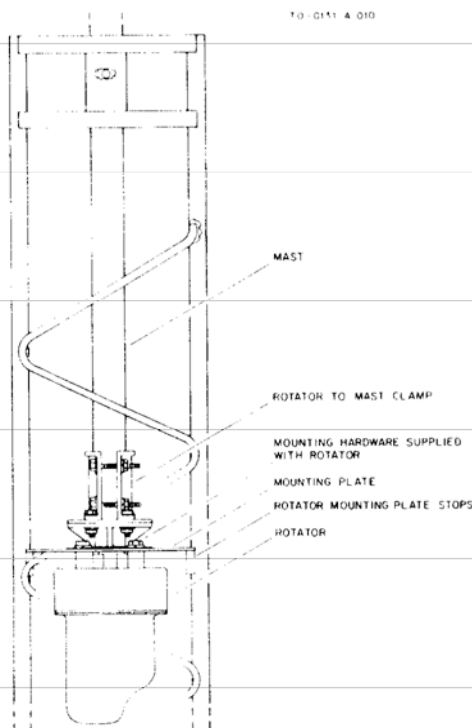 MAST
ROTATOR TO MAST CLAMP
MOUNTING HARDWARE SUPPLIED
WITH ROTATOR
MOUNTING PLATE
ROTATOR MOUNTING PLATE STOPS
ROTATOR